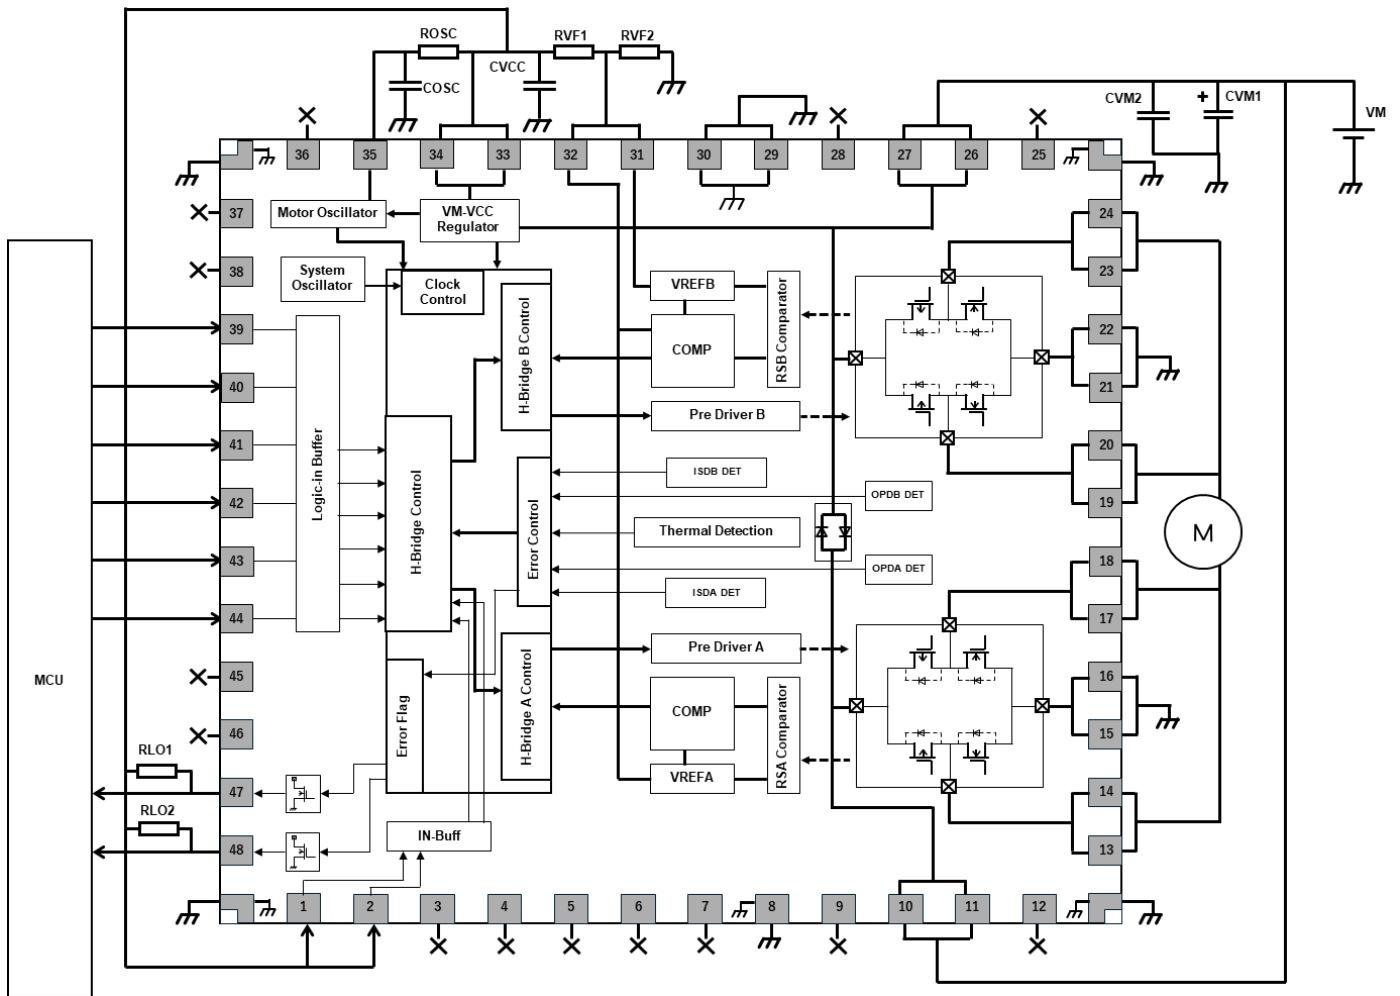 ROSC
RVF1
RVF2
CVCC
COSC
CVM2
+
CVM1
VM
36
35
34
33
32
31
30
29
28
27
26
25
37
Motor Oscillator
VM-VCC
Regulator
24
38
System
Oscillator
Clock
Control
VREFB
23
39
COMP
RSB Comparator
H-Bridge B Control
22
40
21
Pre Driver B
41
Logic-in Buffer
H-Bridge Control
ISDB DET
20
42
OPDB DET
19
Error Control
Thermal Detection
M
43
OPDA DET
18
44
ISDA DET
17
MCU
45
Pre Driver A
16
46
Error Flag
H-Bridge A Control
COMP
RSA Comparator
15
RLO1
47
VREFA
14
RLO2
48
IN-Buff
13
1
2
3
4
5
6
7
8
9
10
11
12